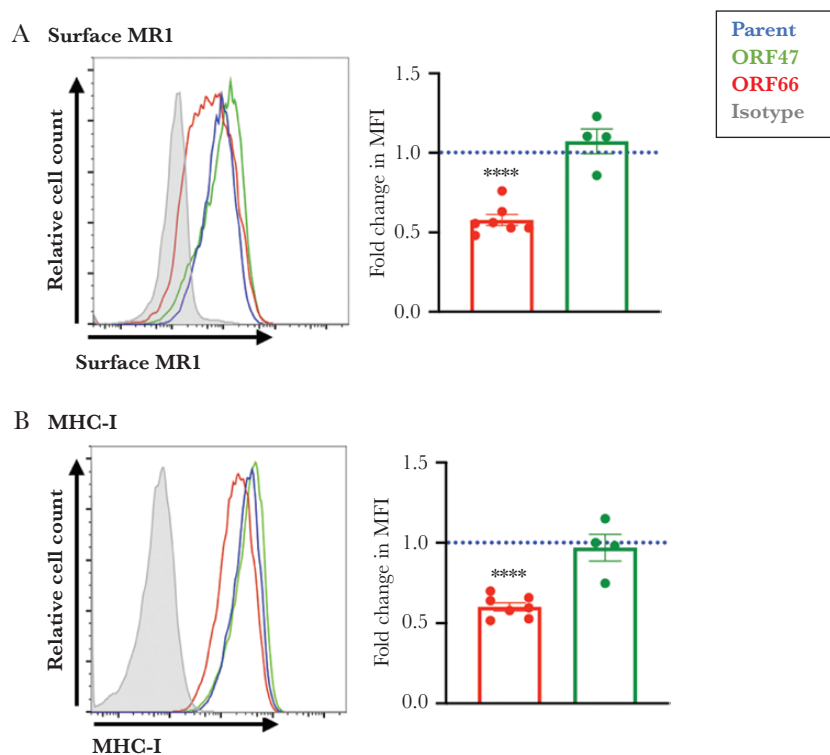 A Surface MR1
Parent
ORF47
ORF66
Isotype
Relative cell count
Surface MR1
Fold change in MFI
1.5
1.0
0.5
0.0
****
B MHC-I
Relative cell count
MHC-I
Fold change in MFI
1.5
1.0
0.5
0.0
****